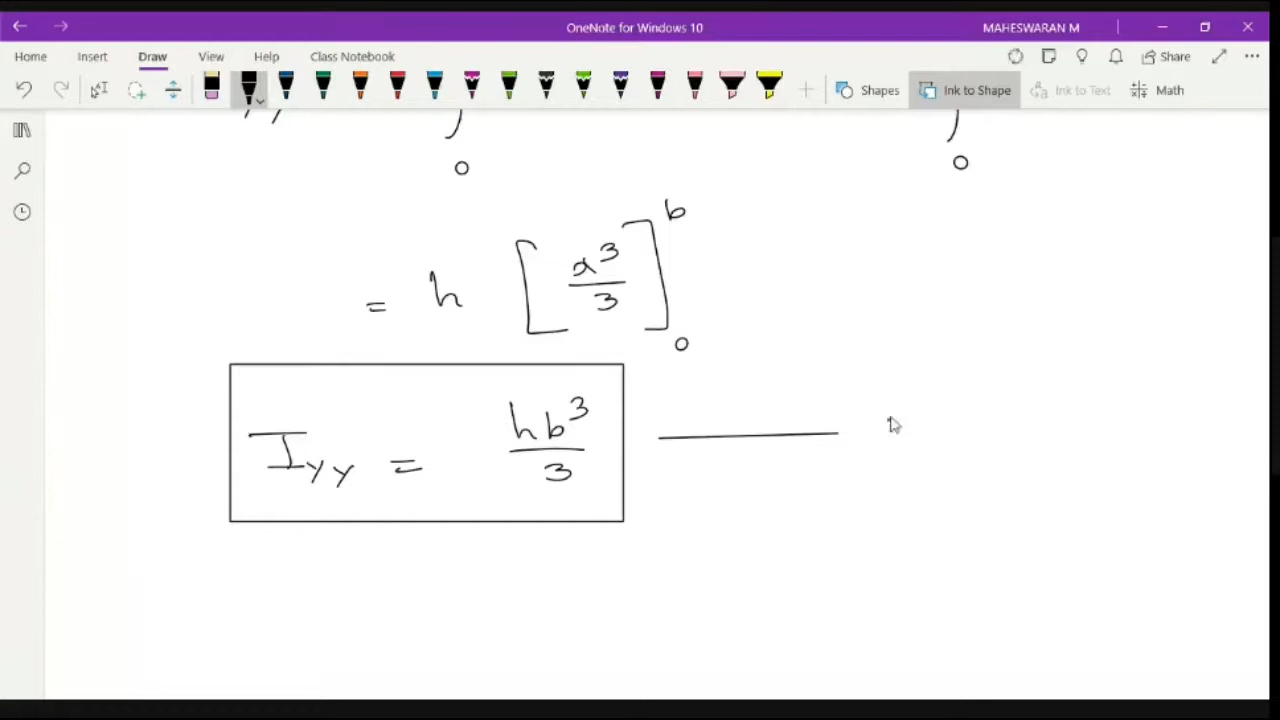 OneNote for Windows 10
MAHESWARAN M
Home Insert Draw View Help Class Notebook
Share
Shapes Ink to Shape Ink to Text Math
0 0
= h [x³/3]
b
0
I_yy = hb³/3